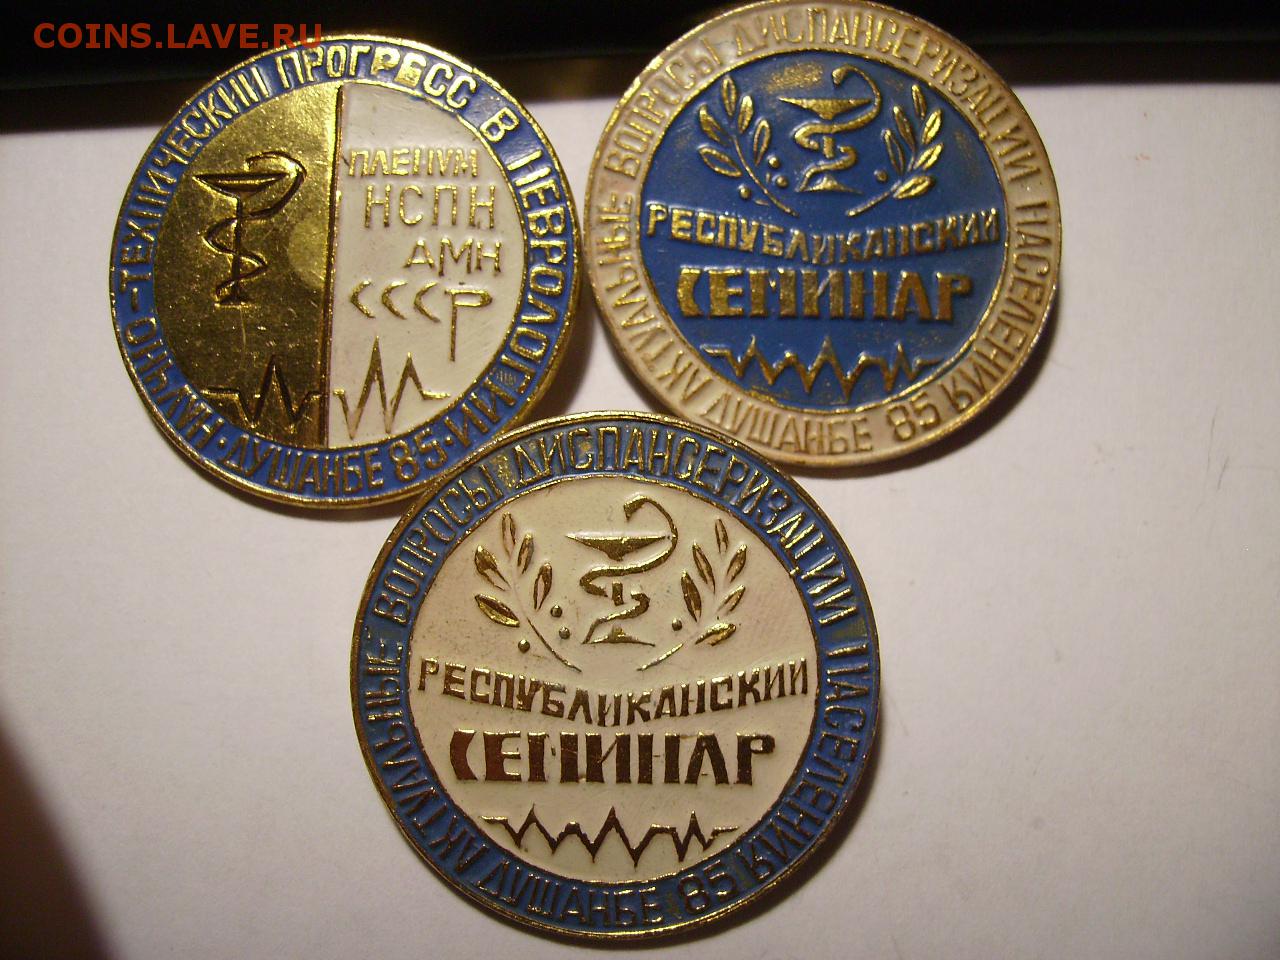 COINS.LAVE.RU
НАУЧНО-ТЕХНИЧЕСКИЙ ПРОГРЕСС В НЕВРОЛОГИИ·
·ДУШАНБЕ 85·
ПЛЕНУМ
НСПН
АМН
СССР
АКТУАЛЬНЫЕ ВОПРОСЫ ДИСПАНСЕРИЗАЦИИ НАСЕЛЕНИЯ
ДУШАНБЕ 85
РЕСПУБЛИКАНСКИЙ
СЕМИНАР
АКТУАЛЬНЫЕ ВОПРОСЫ ДИСПАНСЕРИЗАЦИИ НАСЕЛЕНИЯ
ДУШАНБЕ 85
РЕСПУБЛИКАНСКИЙ
СЕМИНАР